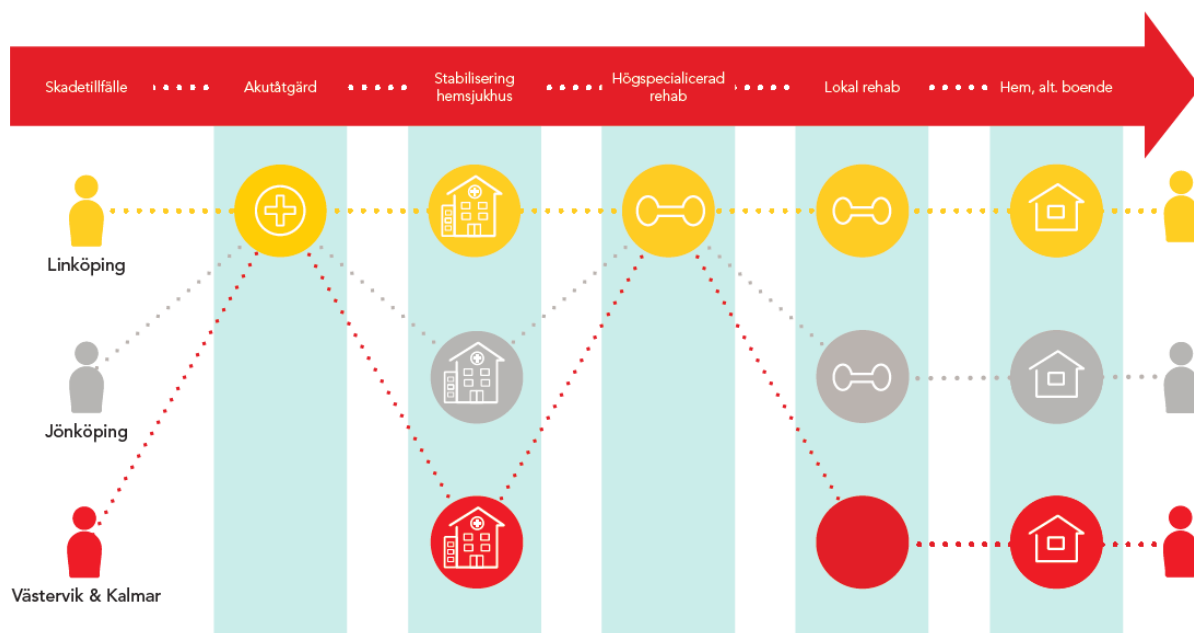 Skadetillfälle
Akutåtgärd
Stabilisering
hemsjukhus
Högspecialicerad
rehab
Lokal rehab
Hem, alt. boende
Linköping
Jönköping
Västervik & Kalmar